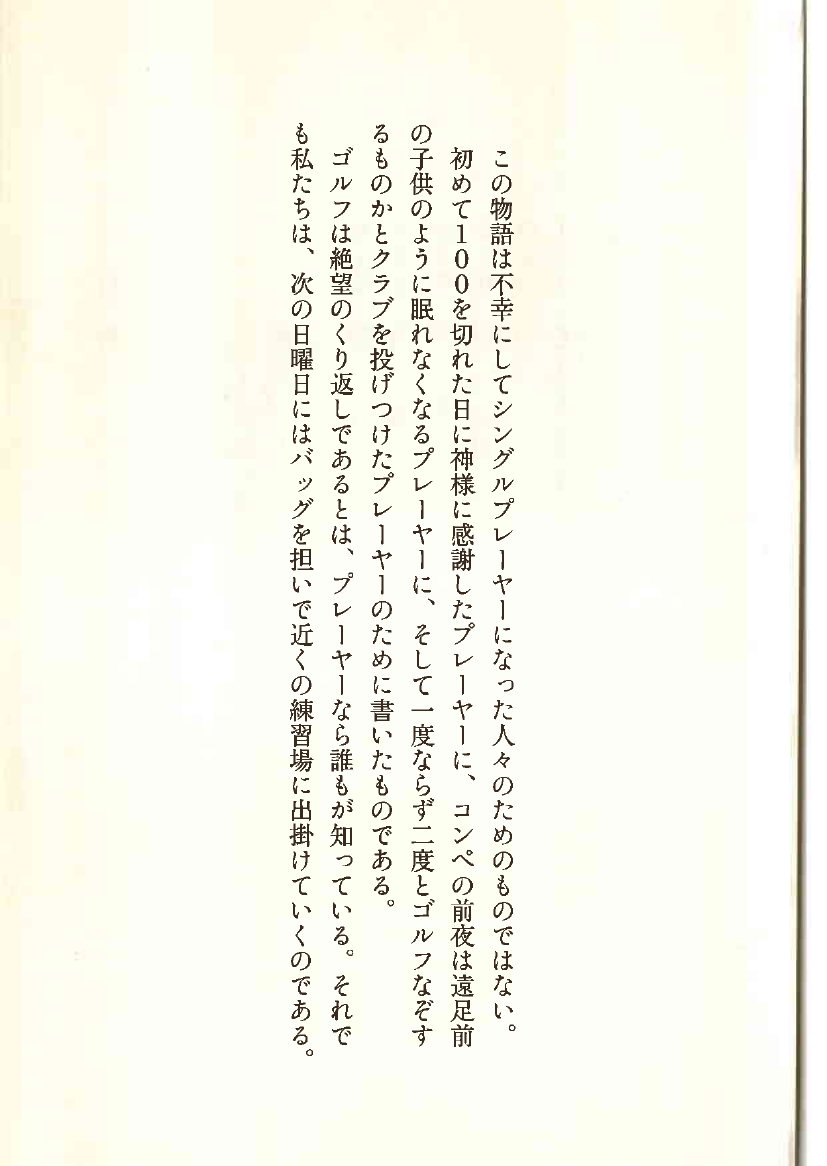 この物語は不幸にしてシングルプレーヤーになった人々のためのものではない。
初めて１００を切れた日に神様に感謝したプレーヤーに、コンペの前夜は遠足前
の子供のように眠れなくなるプレーヤーに、そして一度ならず二度とゴルフなぞす
るものかとクラブを投げつけたプレーヤーのために書いたものである。
ゴルフは絶望のくり返しであるとは、プレーヤーなら誰もが知っている。それで
も私たちは、次の日曜日にはバッグを担いで近くの練習場に出掛けていくのである。